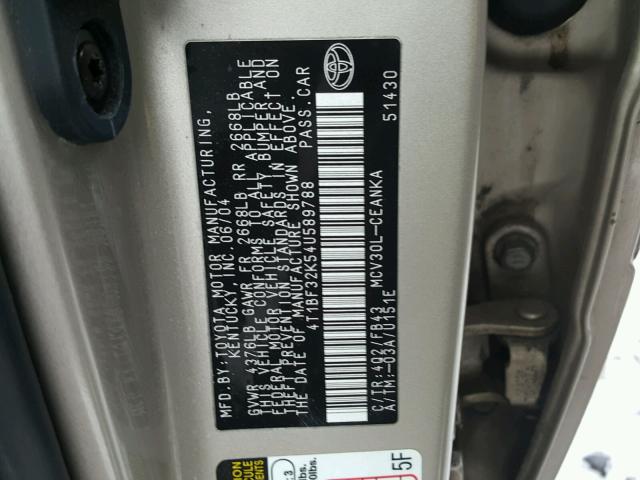 MFD. BY: TOYOTA MOTOR MANUFACTURING,
KENTUCKY, INC. 06/04
GVWR 4376LB GAWR FR 2668LB RR 2668LB
THIS VEHICLE CONFORMS TO ALL APPLICABLE
FEDERAL MOTOR VEHICLE SAFETY, BUMPER, AND
THEFT PREVENTION STANDARDS IN EFFECT ON
THE DATE OF MANUFACTURE SHOWN ABOVE.
4T1BF32K54U589788 PASS. CAR
C/TR: 4Q2/FB43 MCV30L-CEANKA
A/TM: -03A/U151E 51430
5F